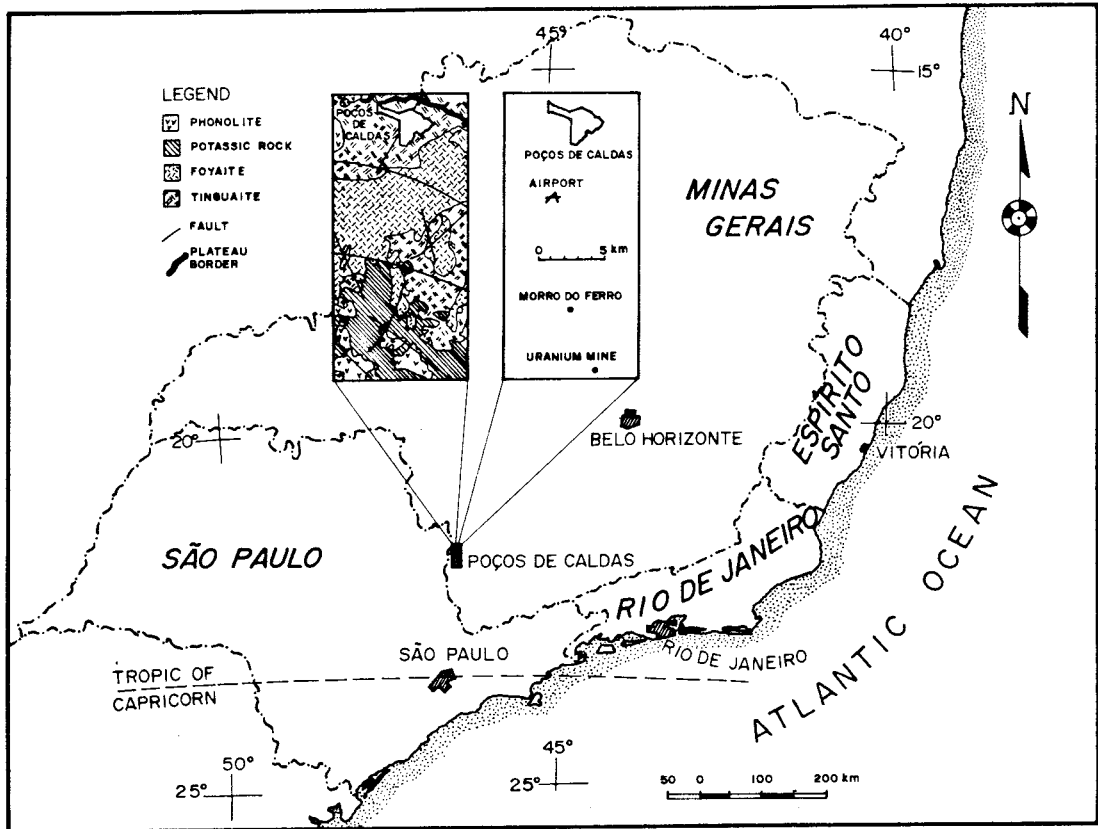 45°
40°
15°
LEGEND
PHONOLITE
POTASSIC ROCK
FOYAITE
TINGUAITE
FAULT
PLATEAU
BORDER
POÇOS
DE
CALDAS
POÇOS DE CALDAS
AIRPORT
0 5 km
MORRO DO FERRO
URANIUM MINE
MINAS
GERAIS
N
ESPÍRITO
SANTO
20°
BELO HORIZONTE
20°
VITÓRIA
SÃO PAULO
POÇOS DE CALDAS
RIO DE JANEIRO
ATLANTIC OCEAN
SÃO PAULO
RIO DE JANEIRO
TROPIC OF
CAPRICORN
50°
25°
45°
25°
50 0 100 200 km